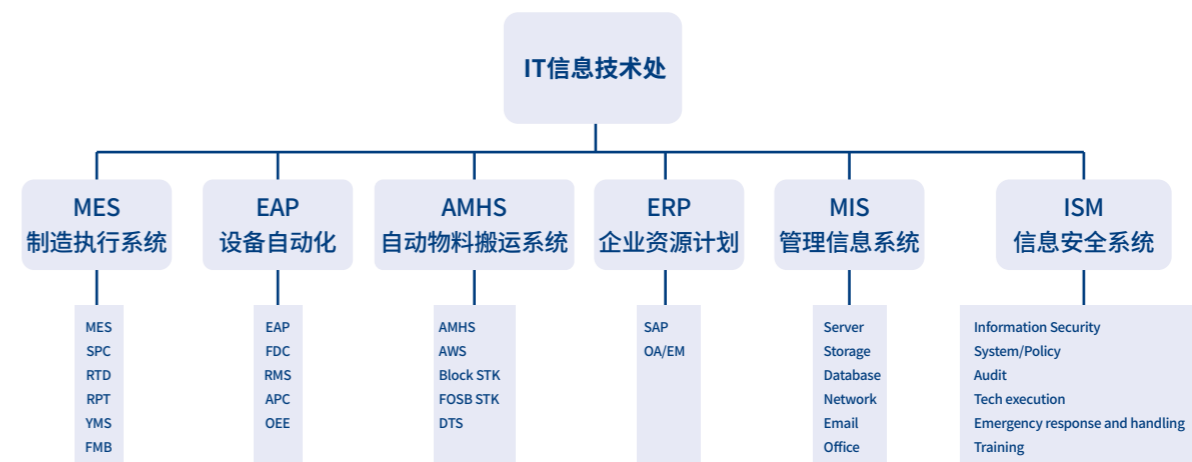 IT信息技术处
MES
制造执行系统
EAP
设备自动化
AMHS
自动物料搬运系统
ERP
企业资源计划
MIS
管理信息系统
ISM
信息安全系统
MES
SPC
RTD
RPT
YMS
FMB
EAP
FDC
RMS
APC
OEE
AMHS
AWS
Block STK
FOSB STK
DTS
SAP
OA/EM
Server
Storage
Database
Network
Email
Office
Information Security
System/Policy
Audit
Tech execution
Emergency response and handling
Training